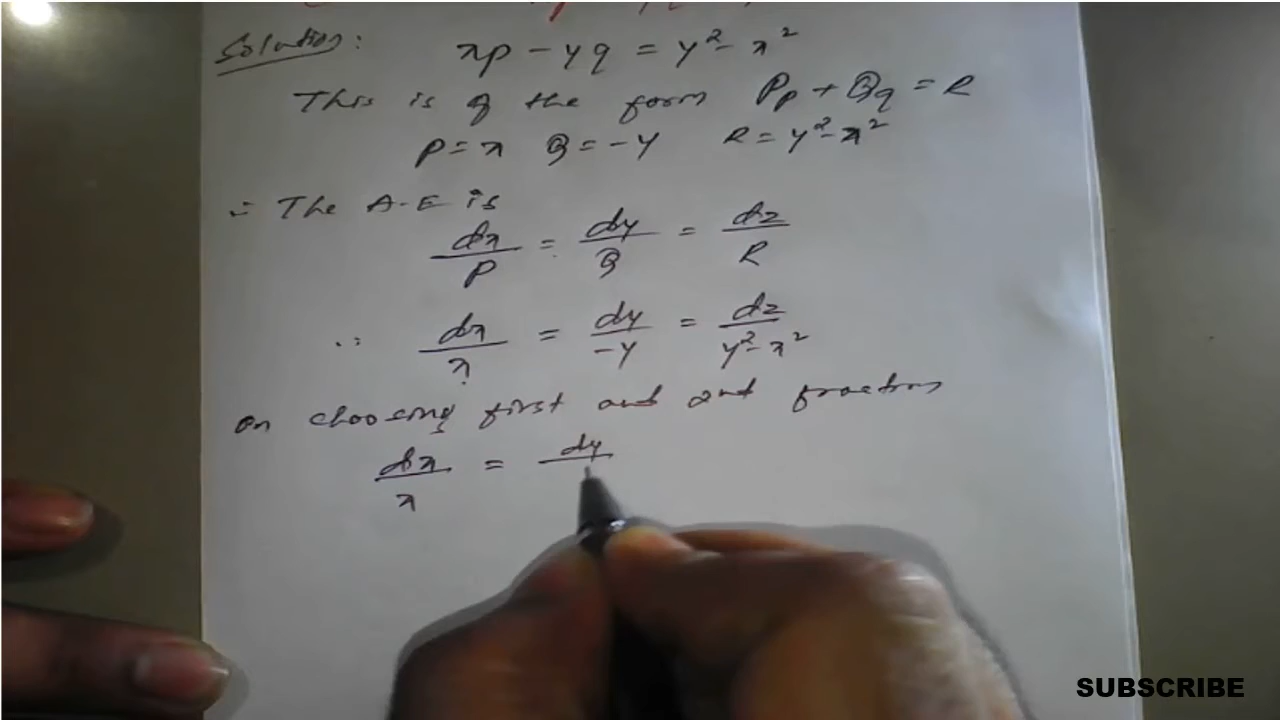 Solution: xp - yq = y² - x²
This is of the form Pp + Qq = R
P = x Q = -y R = y² - x²
∴ The A.E is
dx/P = dy/Q = dz/R
∴ dx/x = dy/-y = dz/y² - x²
on choosing first and 2nd fraction
dx/x = dy
SUBSCRIBE